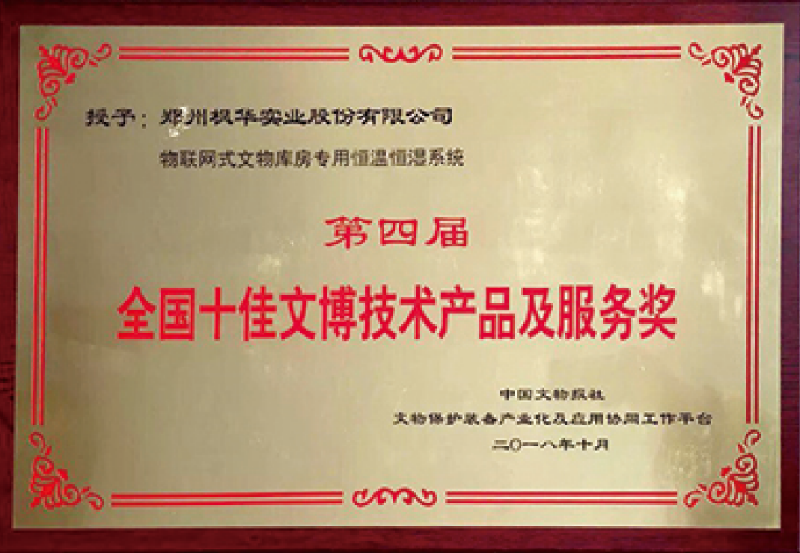 授予：郑州枫华实业股份有限公司
物联网式文物库房专用恒温恒湿系统
第四届
全国十佳文博技术产品及服务奖
中国文物报社
文物保护装备产业化及应用协同工作平台
二〇一八年十月